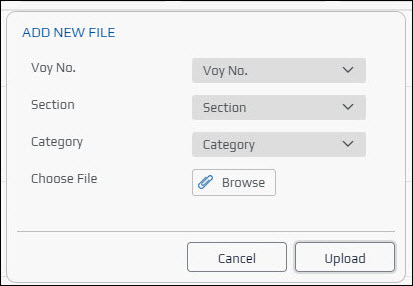 ADD NEW FILE
Voy No. Voy No.
Section Section
Category Category
Choose File Browse
Cancel Upload